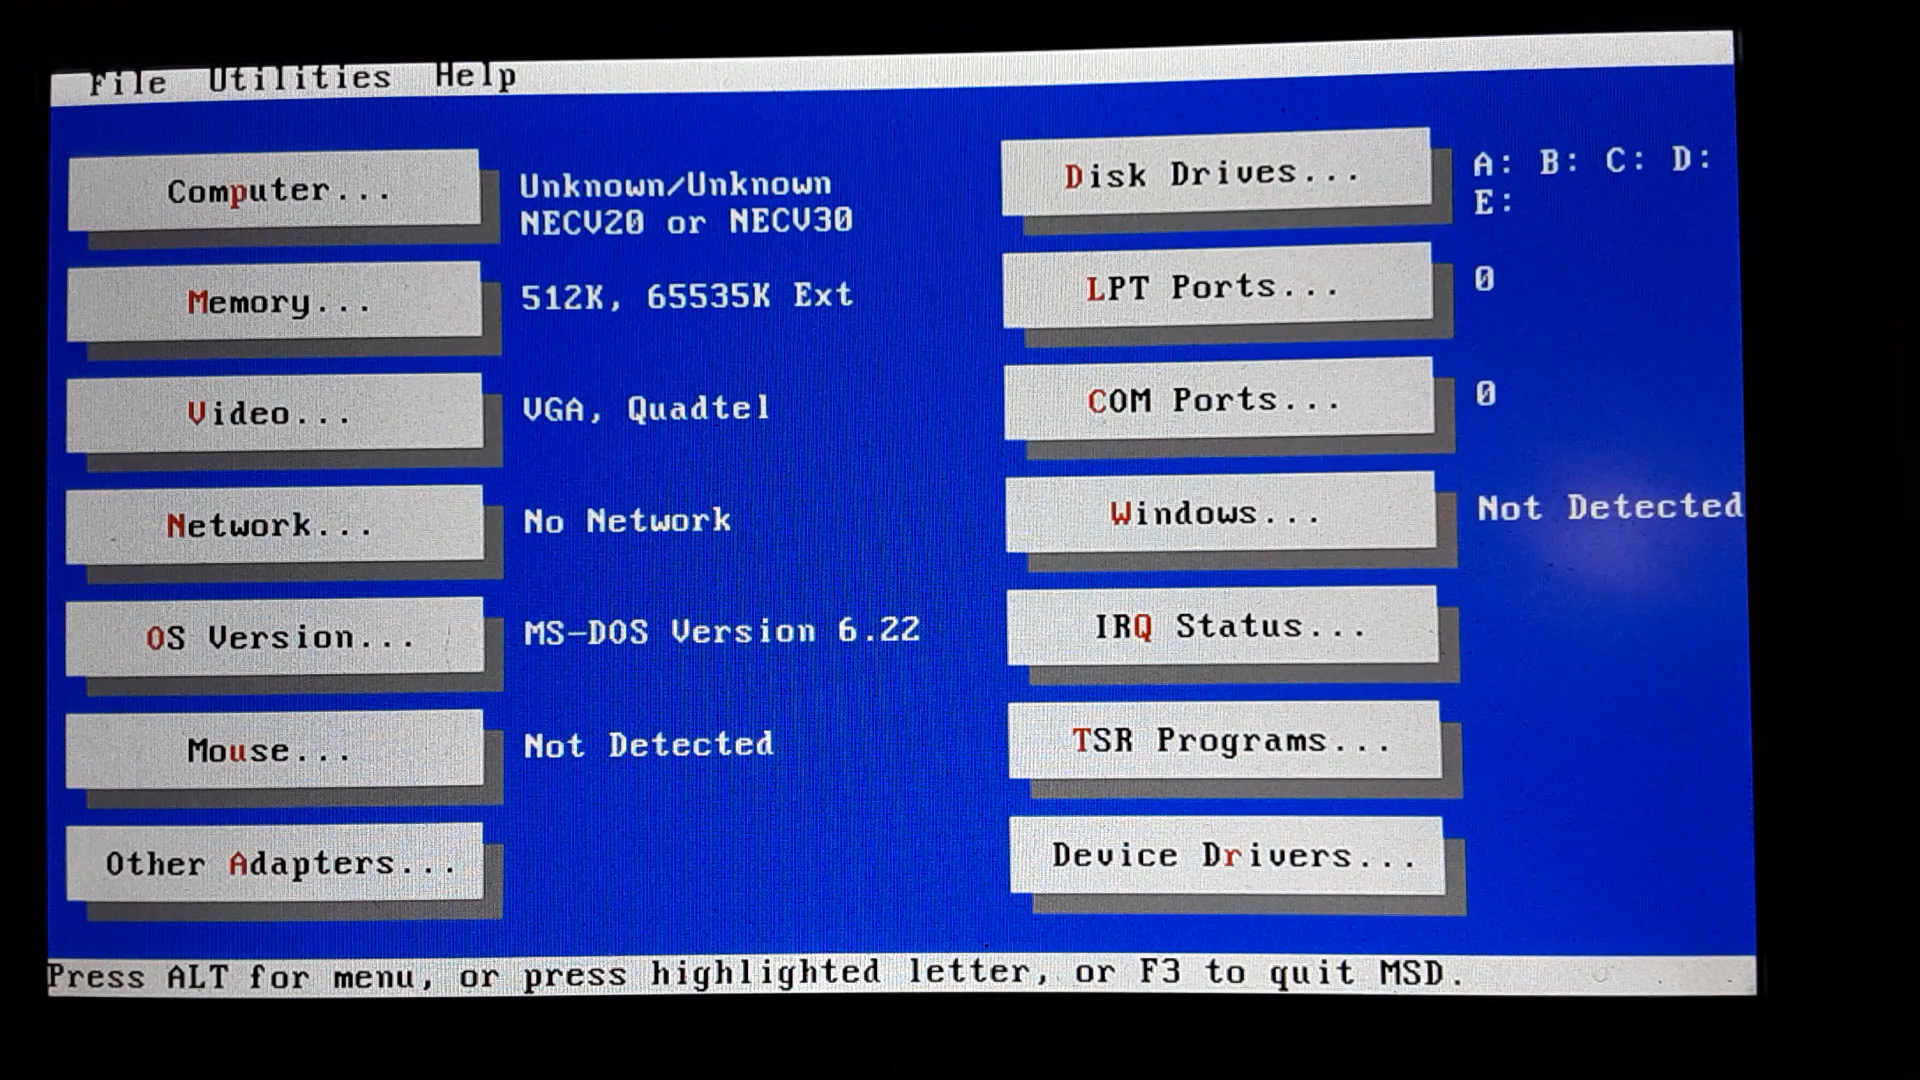 File Utilities Help
Computer... Unknown/Unknown
NECV20 or NECV30
Memory... 512K, 65535K Ext
Video... VGA, Quadtel
Network... No Network
OS Version... MS-DOS Version 6.22
Mouse... Not Detected
Other Adapters...
Disk Drives... A: B: C: D:
E:
LPT Ports... 0
COM Ports... 0
Windows... Not Detected
IRQ Status...
TSR Programs...
Device Drivers...
Press ALT for menu, or press highlighted letter, or F3 to quit MSD.